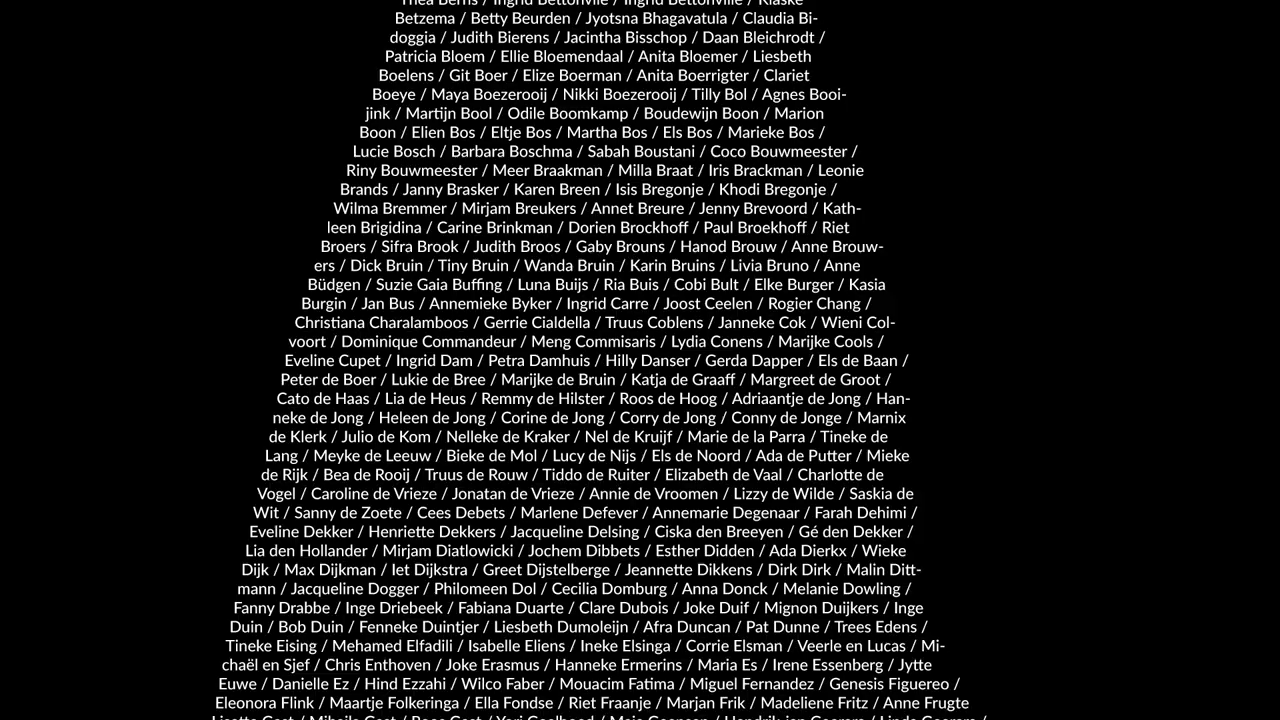 Thea Berns / Ingrid Bettonvile / Ingrid Bettonville / Klaske
Betzema / Betty Beurden / Jyotsna Bhagavatula / Claudia Bi-
doggia / Judith Bierens / Jacintha Bisschop / Daan Bleichrodt /
Patricia Bloem / Ellie Bloemendaal / Anita Bloemer / Liesbeth
Boelens / Git Boer / Elize Boerman / Anita Boerrigter / Clariet
Boeye / Maya Boezerooij / Nikki Boezerooij / Tilly Bol / Agnes Booi-
jink / Martijn Bool / Odile Boomkamp / Boudewijn Boon / Marion
Boon / Elien Bos / Eltje Bos / Martha Bos / Els Bos / Marieke Bos /
Lucie Bosch / Barbara Boschma / Sabah Boustani / Coco Bouwmeester /
Riny Bouwmeester / Meer Braakman / Milla Braat / Iris Brackman / Leonie
Brands / Janny Brasker / Karen Breen / Isis Bregonje / Khodi Bregonje /
Wilma Bremmer / Mirjam Breukers / Annet Breure / Jenny Brevoord / Kath-
leen Brigidina / Carine Brinkman / Dorien Brockhoff / Paul Broekhoff / Riet
Broers / Sifra Brook / Judith Broos / Gaby Brouns / Hanod Brouw / Anne Brouw-
ers / Dick Bruin / Tiny Bruin / Wanda Bruin / Karin Bruins / Livia Bruno / Anne
Büdgen / Suzie Gaia Buffing / Luna Buijs / Ria Buis / Cobi Bult / Elke Burger / Kasia
Burgin / Jan Bus / Annemieke Byker / Ingrid Carre / Joost Ceelen / Rogier Chang /
Christiana Charalamboos / Gerrie Cialdella / Truus Coblens / Janneke Cok / Wieni Col-
voort / Dominique Commandeur / Meng Commisaris / Lydia Conens / Marijke Cools /
Eveline Cupet / Ingrid Dam / Petra Damhuis / Hilly Danser / Gerda Dapper / Els de Baan /
Peter de Boer / Lukie de Bree / Marijke de Bruin / Katja de Graaff / Margreet de Groot /
Cato de Haas / Lia de Heus / Remmy de Hilster / Roos de Hoog / Adriaantje de Jong / Han-
neke de Jong / Heleen de Jong / Corine de Jong / Corry de Jong / Conny de Jonge / Marnix
de Klerk / Julio de Kom / Nelleke de Kraker / Nel de Kruijf / Marie de la Parra / Tineke de
Lang / Meyke de Leeuw / Bieke de Mol / Lucy de Nijs / Els de Noord / Ada de Putter / Mieke
de Rijk / Bea de Rooij / Truus de Rouw / Tiddo de Ruiter / Elizabeth de Vaal / Charlotte de
Vogel / Caroline de Vrieze / Jonatan de Vrieze / Annie de Vroomen / Lizzy de Wilde / Saskia de
Wit / Sanny de Zoete / Cees Debets / Marlene Defever / Annemarie Degenaar / Farah Dehimi /
Eveline Dekker / Henriette Dekkers / Jacqueline Delsing / Ciska den Breeyen / Gé den Dekker /
Lia den Hollander / Mirjam Diatlowicki / Jochem Dibbets / Esther Didden / Ada Dierkx / Wieke
Dijk / Max Dijkman / Iet Dijkstra / Greet Dijstelberge / Jeannette Dikkens / Dirk Dirk / Malin Ditt-
mann / Jacqueline Dogger / Philomeen Dol / Cecilia Domburg / Anna Donck / Melanie Dowling /
Fanny Drabbe / Inge Driebeek / Fabiana Duarte / Clare Dubois / Joke Duif / Mignon Duijkers / Inge
Duin / Bob Duin / Fenneke Duintjer / Liesbeth Dumoleijn / Afra Duncan / Pat Dunne / Trees Edens /
Tineke Eising / Mehamed Elfadili / Isabelle Eliens / Ineke Elsinga / Corrie Elsman / Veerle en Lucas / Mi-
chaël en Sjef / Chris Enthoven / Joke Erasmus / Hanneke Ermerins / Maria Es / Irene Essenberg / Jytte
Euwe / Danielle Ez / Hind Ezzahi / Wilco Faber / Mouacim Fatima / Miguel Fernandez / Genesis Figuereo /
Eleonora Flink / Maartje Folkeringa / Ella Fondse / Riet Fraanje / Marjan Frik / Madeliene Fritz / Anne Frugte